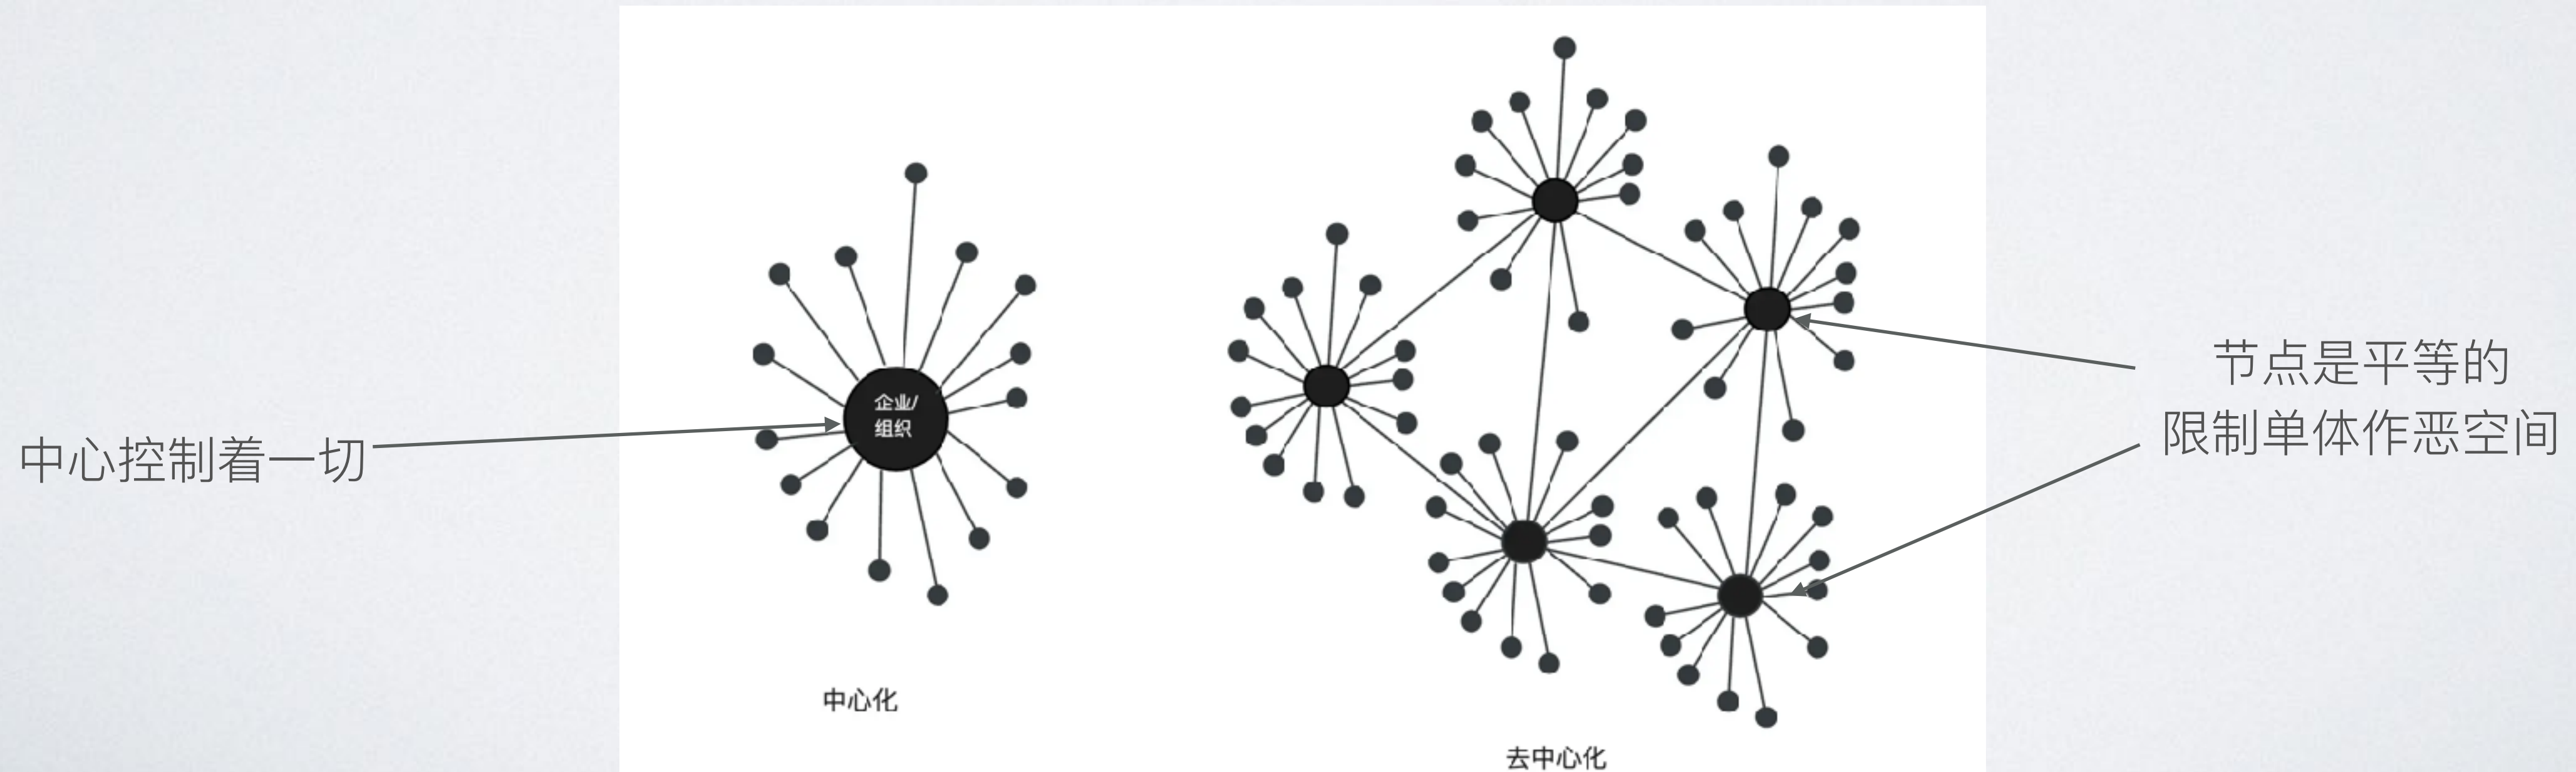 中心控制着一切
企业/
组织
中心化
去中心化
节点是平等的
限制单体作恶空间